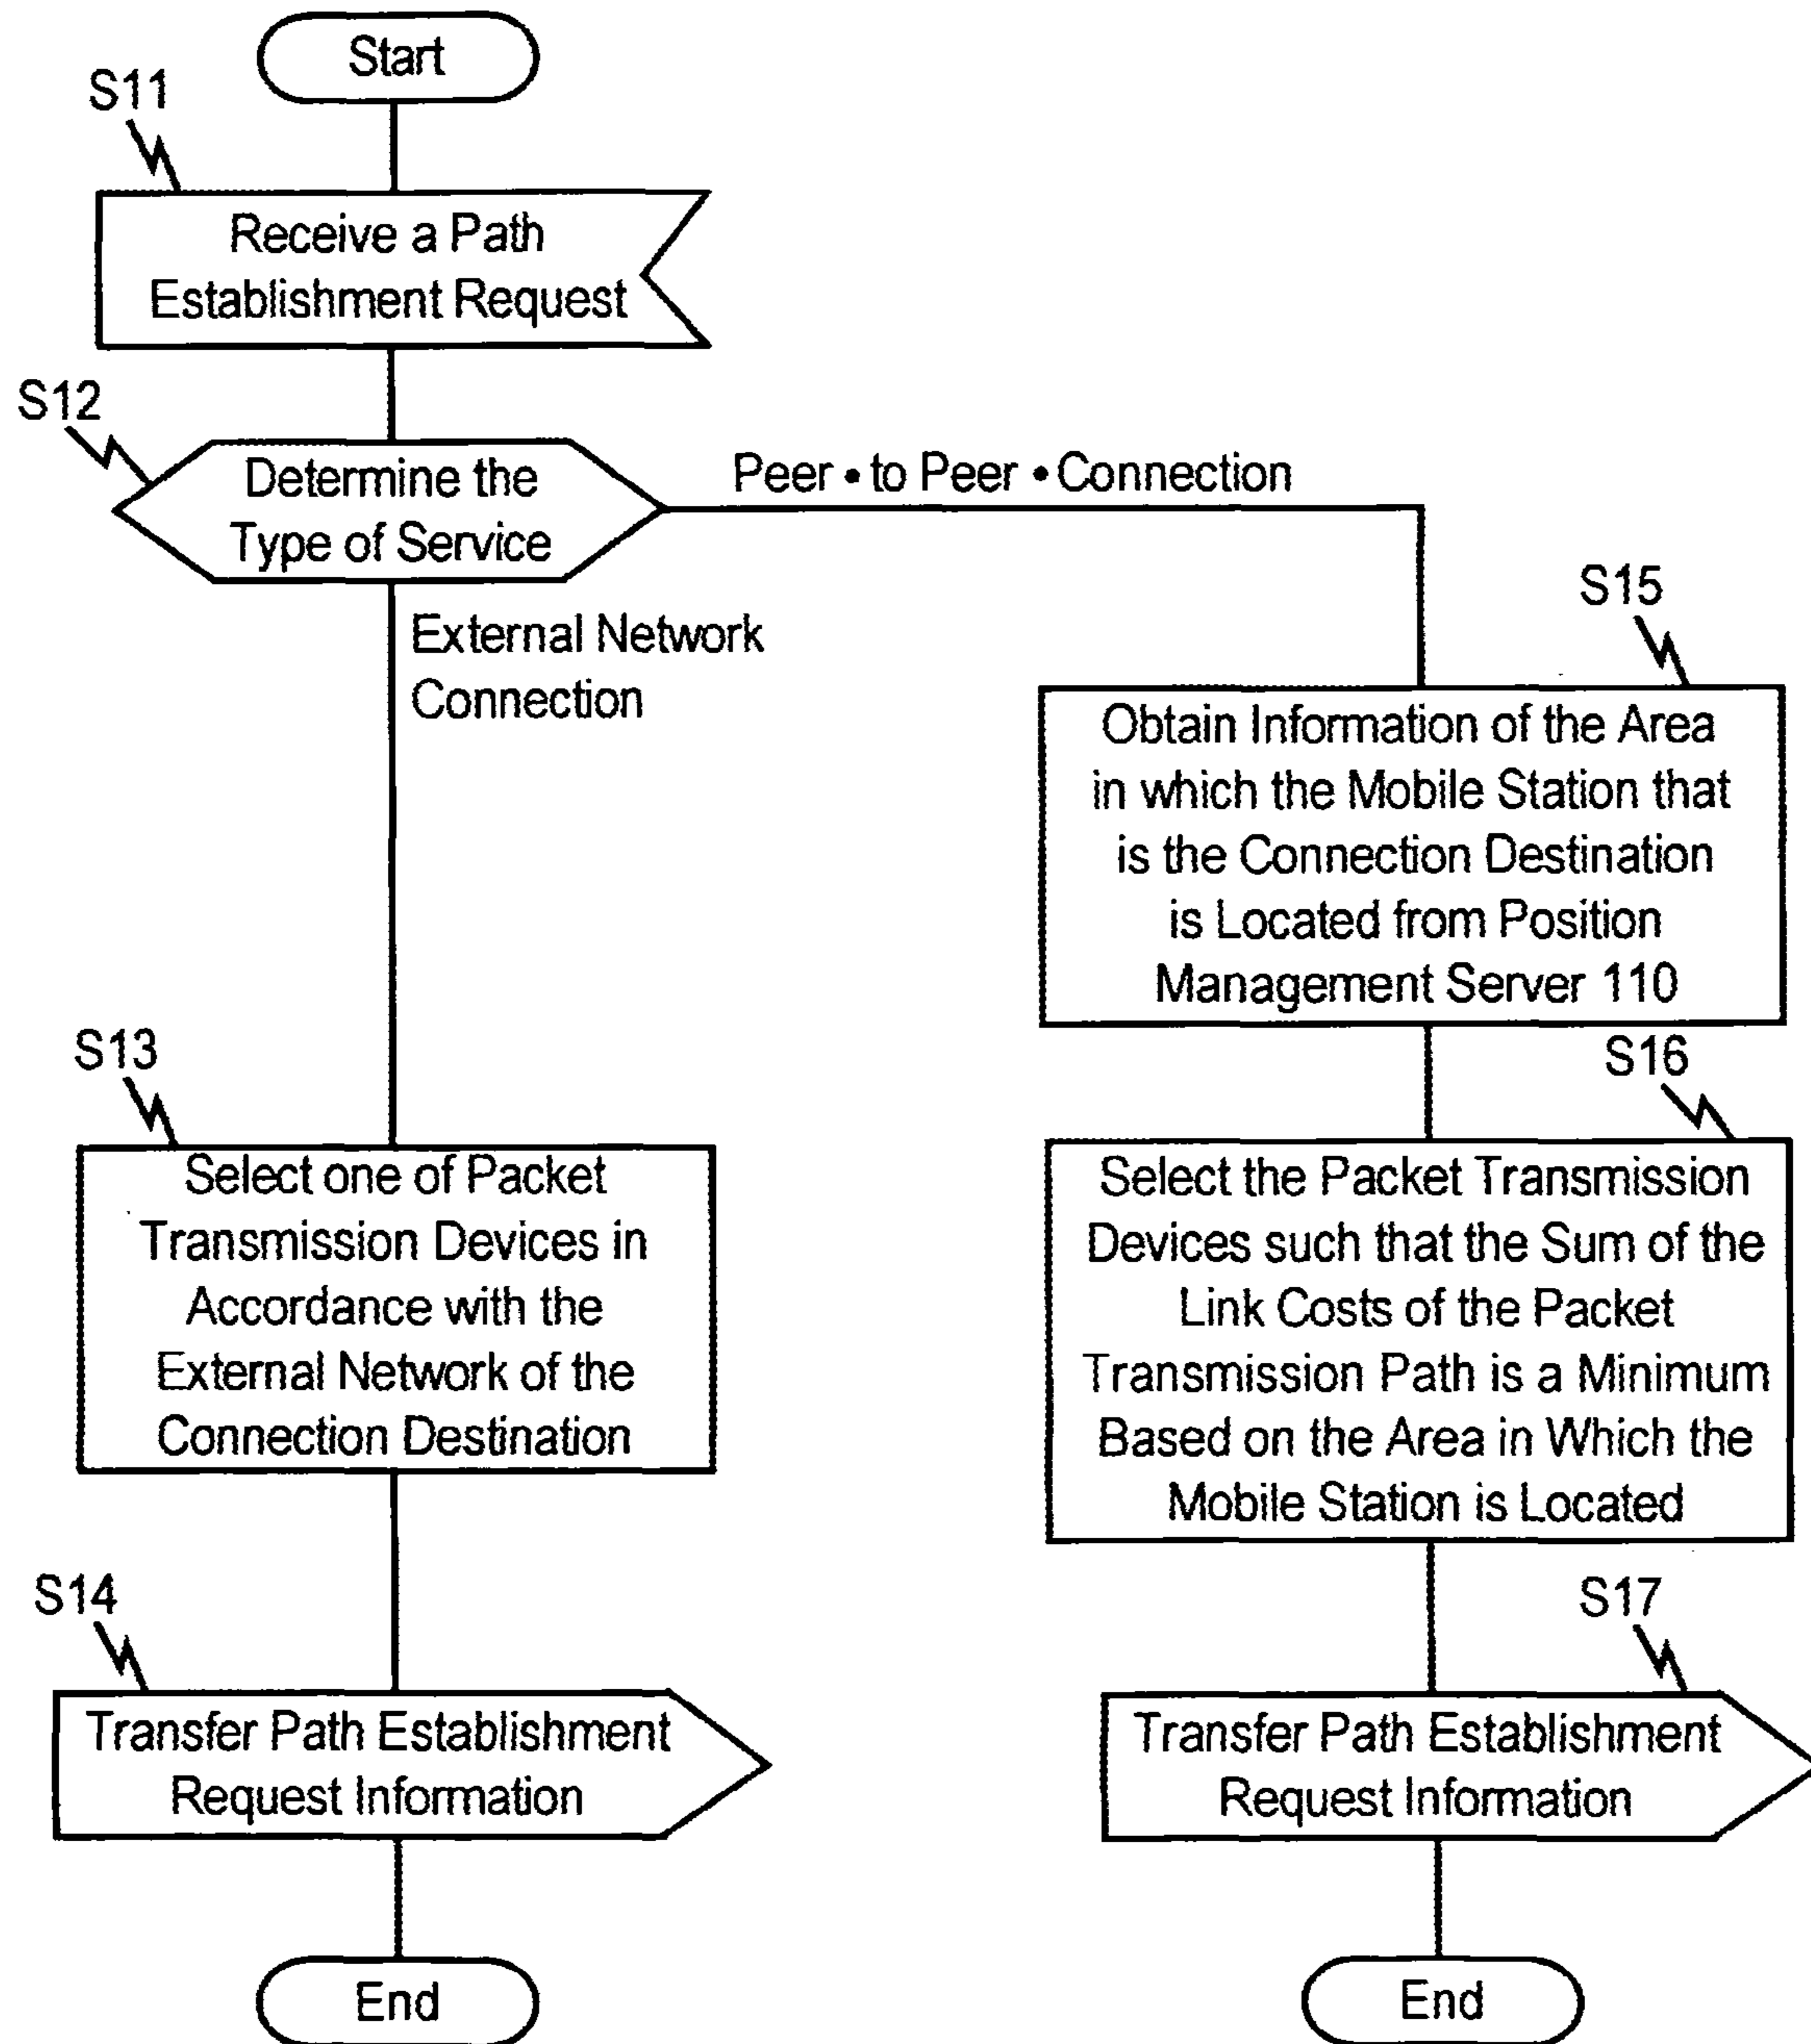 Start
S11
Receive a Path
Establishment Request
S12
Determine the
Type of Service
Peer • to Peer • Connection
External Network
Connection
S15
Obtain Information of the Area
in which the Mobile Station that
is the Connection Destination
is Located from Position
Management Server 110
S13
Select one of Packet
Transmission Devices in
Accordance with the
External Network of the
Connection Destination
S16
Select the Packet Transmission
Devices such that the Sum of the
Link Costs of the Packet
Transmission Path is a Minimum
Based on the Area in Which the
Mobile Station is Located
S14
Transfer Path Establishment
Request Information
S17
Transfer Path Establishment
Request Information
End
End